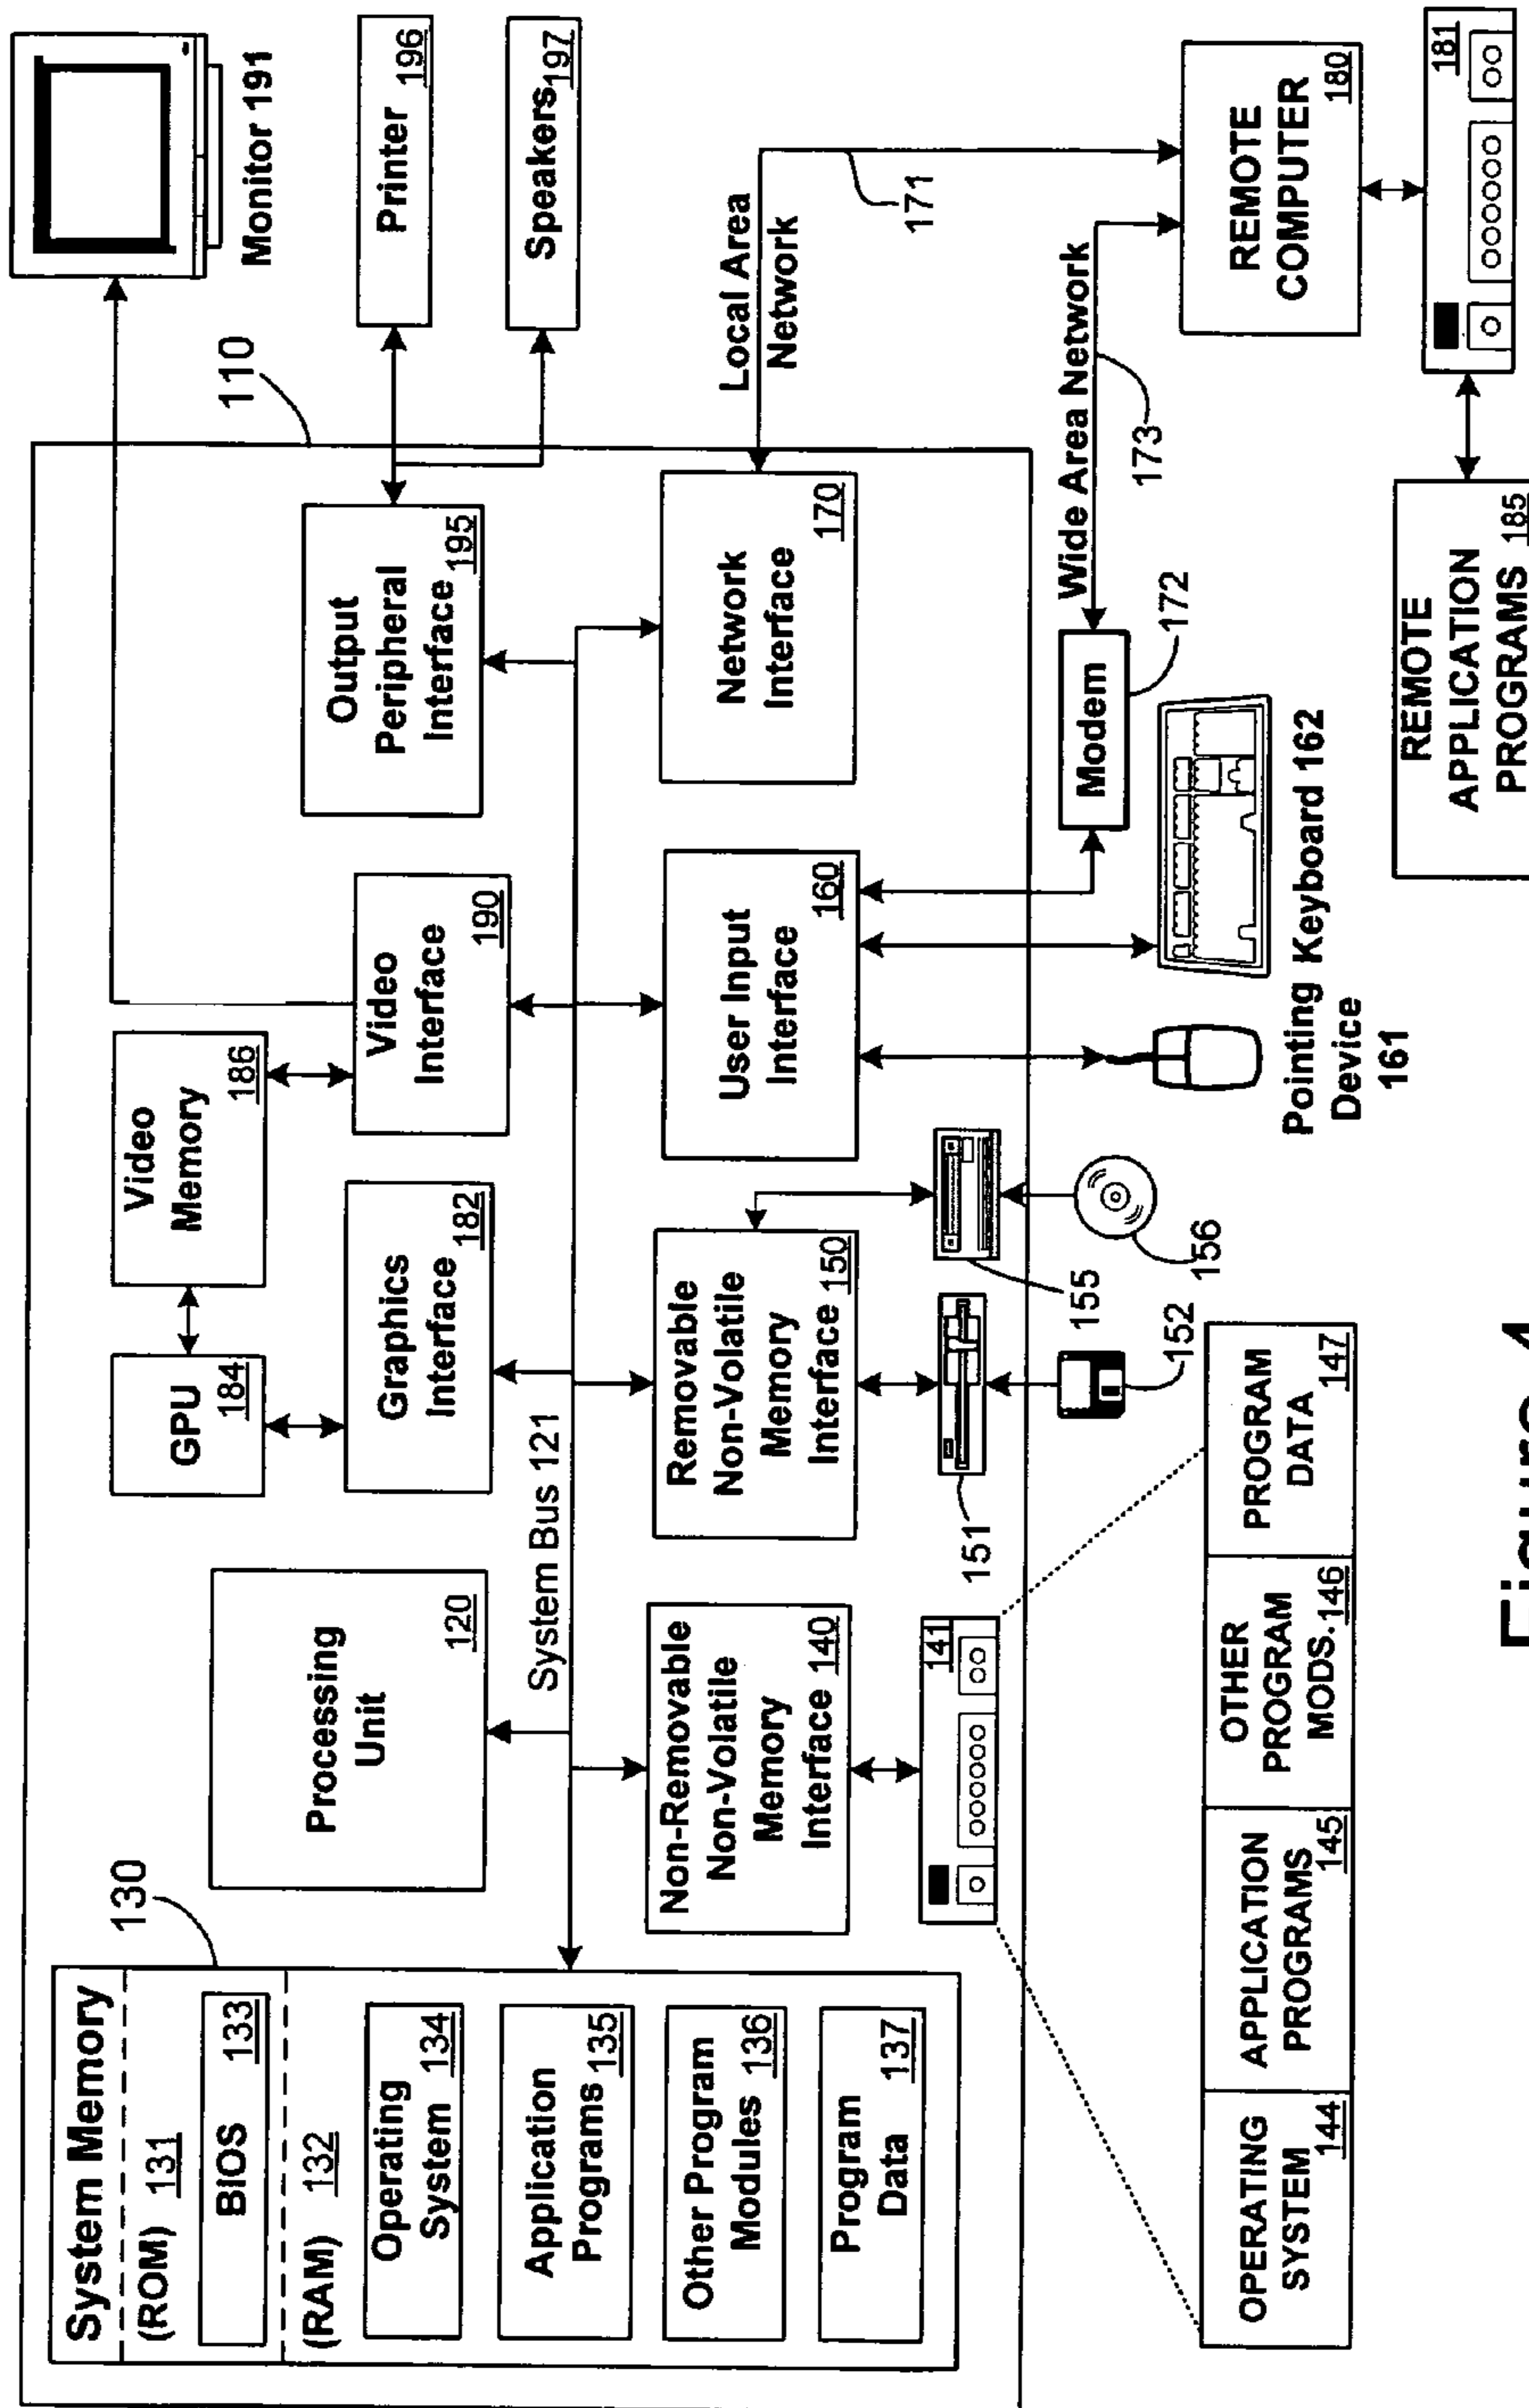 System Memory
(ROM) 131
BIOS 133
(RAM) 132
Operating
System 134
Application
Programs 135
Other Program
Modules 136
Program
Data 137
130
Processing
Unit
120
System Bus 121
GPU
184
Video
Memory
186
Graphics
Interface
182
Video
Interface
190
Output
Peripheral
Interface 195
110
Non-Removable
Non-Volatile
Memory
Interface 140
Removable
Non-Volatile
Memory
Interface 150
User Input
Interface
160
Network
Interface
170
141
151
155
152
156
Monitor 191
Printer 196
Speakers 197
Local Area
Network
171
Wide Area Network
173
Modem
172
Pointing
Device
161
Keyboard 162
REMOTE
COMPUTER
180
181
REMOTE
APPLICATION
PROGRAMS 185
OPERATING
SYSTEM 144
APPLICATION
PROGRAMS 145
OTHER
PROGRAM
MODS. 146
PROGRAM
DATA 147